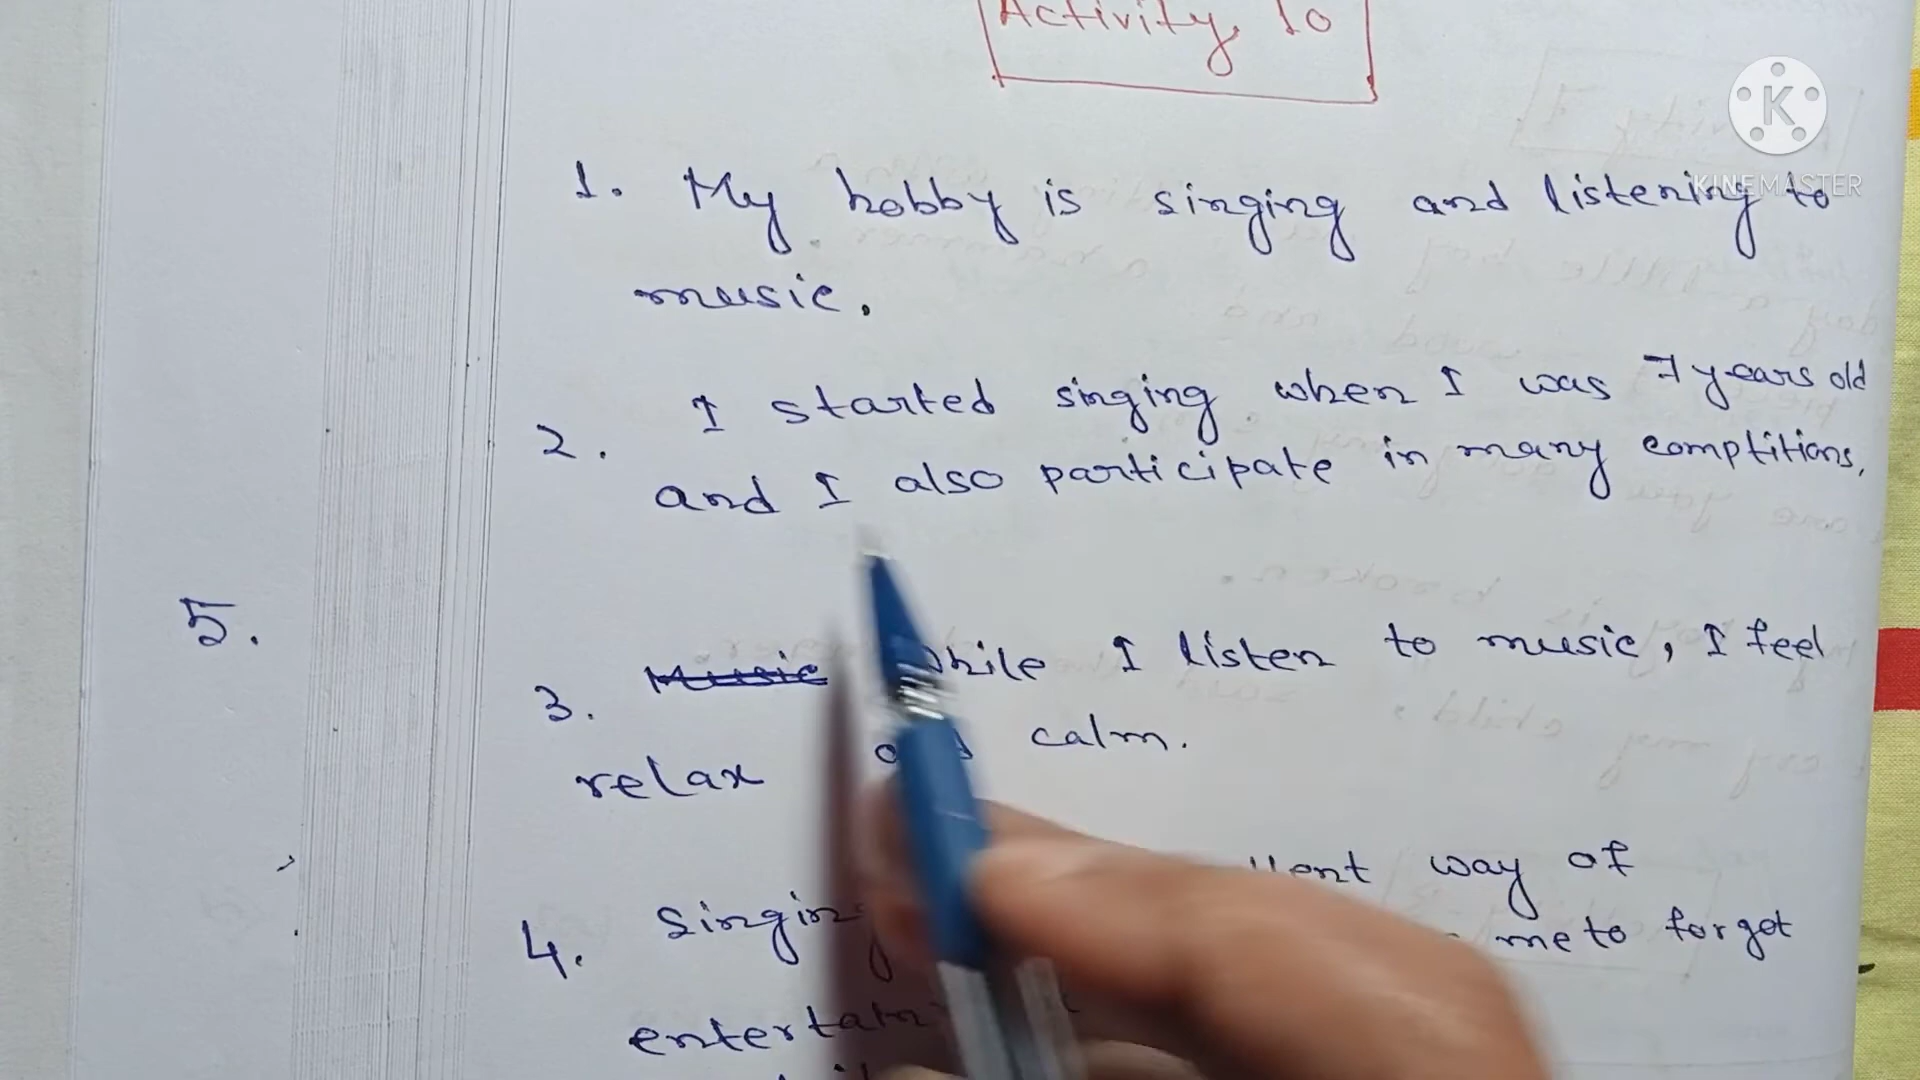 Activity 10
KINEMASTER
1. My hobby is singing and listening to
music.
2. I started singing when I was 7 years old
and I also participate in many comptitions,
5.
3. Music While I listen to music, I feel
relax calm.
4. Singing way of
me to forget